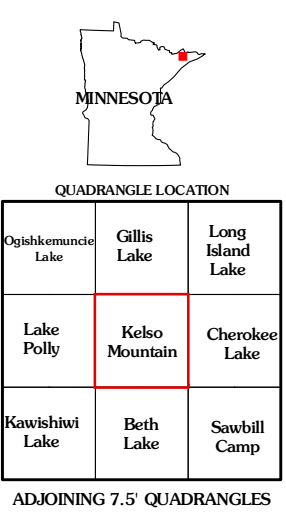 MINNESOTA
QUADRANGLE LOCATION
Ogishkemuncie
Lake
Gillis
Lake
Long
Island
Lake
Lake
Polly
Kelso
Mountain
Cherokee
Lake
Kawishiwi
Lake
Beth
Lake
Sawbill
Camp
ADJOINING 7.5' QUADRANGLES